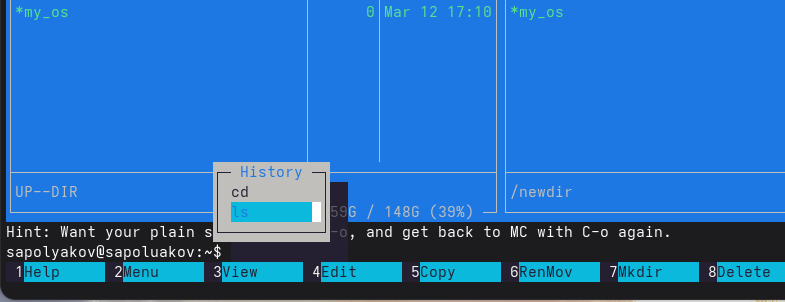 *my_os 0 Mar 12 17:10 *my_os
History
UP--DIR cd /newdir
ls 59G / 148G (39%)
Hint: Want your plain s -o, and get back to MC with C-o again.
sapolyakov@sapoluakov:~$
1Help 2Menu 3View 4Edit 5Copy 6RenMov 7Mkdir 8Delete